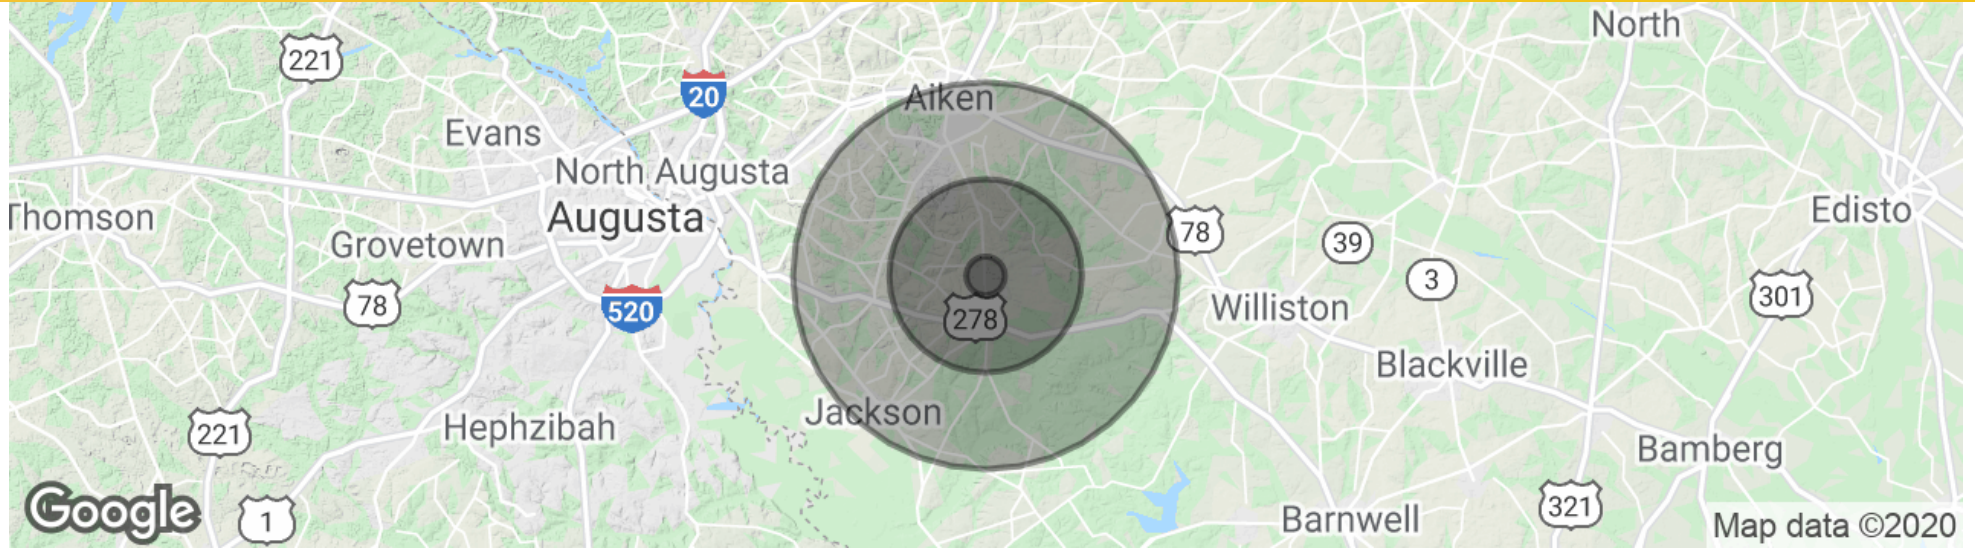 North
221
20
Aiken
Evans
North Augusta
Thomson
Augusta
Edisto
78
39
Grovetown
3
78
301
Williston
520
278
Blackville
Jackson
221
Hephzibah
Bamberg
Google
1
321
Barnwell
Map data ©2020